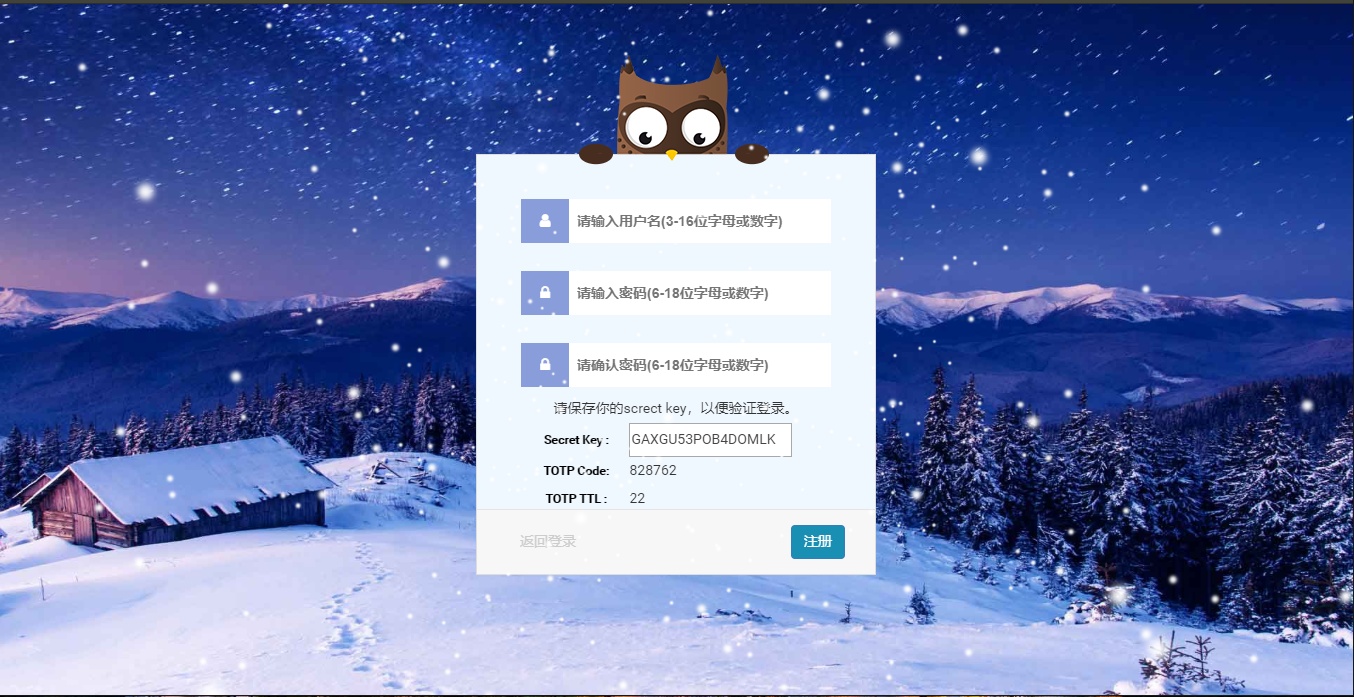 请输入用户名(3-16位字母或数字)
请输入密码(6-18位字母或数字)
请确认密码(6-18位字母或数字)
请保存你的screct key，以便验证登录。
Secret Key : GAXGU53POB4DOMLK
TOTP Code: 828762
TOTP TTL : 22
返回登录 注册